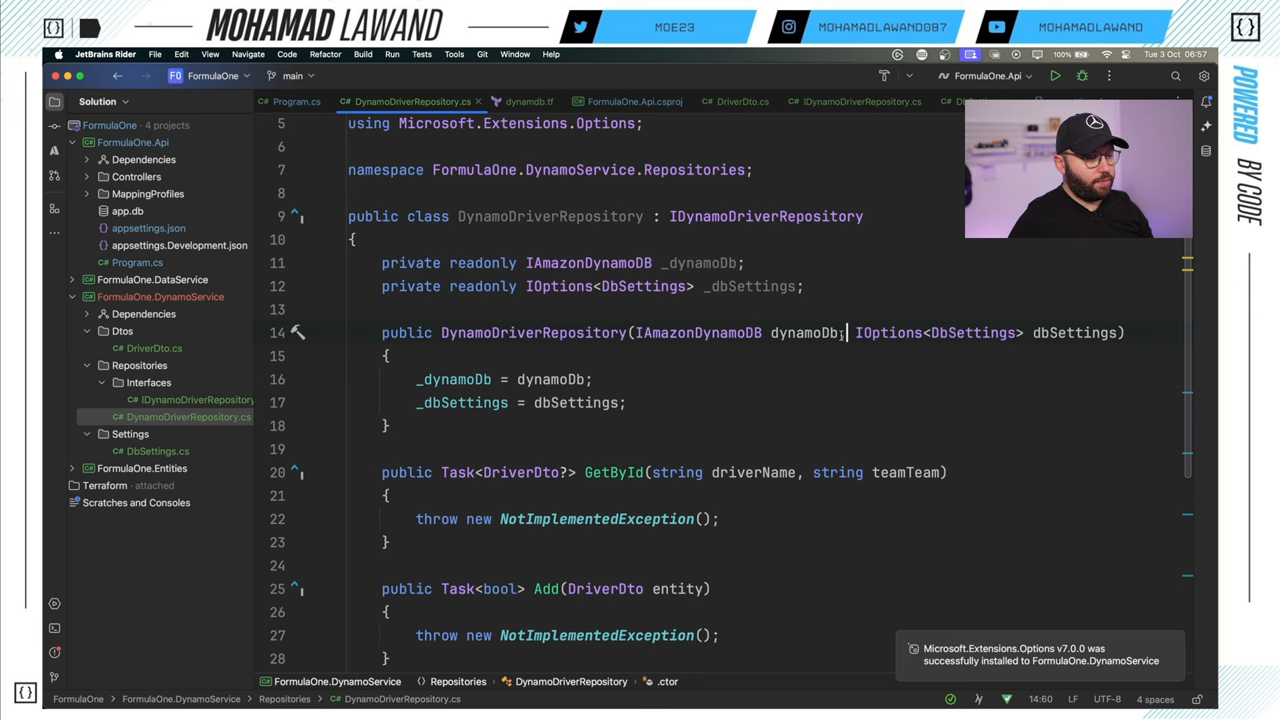 MOHAMAD LAWAND
MOE23
MOHAMADLAWAND087
MOHAMADLAWAND
JetBrains Rider File Edit View Navigate Code Refactor Build Run Tests Tools Git Window Help
100% Tue 3 Oct 06:57
FO FormulaOne main FormulaOne.Api
Solution
Program.cs DynamoDriverRepository.cs dynamdb.tf FormulaOne.Api.csproj DriverDto.cs IDynamoDriverRepository.cs
FormulaOne 4 projects
FormulaOne.Api
Dependencies
Controllers
MappingProfiles
app.db
appsettings.json
appsettings.Development.json
Program.cs
FormulaOne.DataService
FormulaOne.DynamoService
Dtos
DriverDto.cs
Repositories
Interfaces
IDynamoDriverRepository
DynamoDriverRepository.cs
Settings
DbSettings.cs
FormulaOne.Entities
Terraform attached
Scratches and Consoles
5 using Microsoft.Extensions.Options;
6
7 namespace FormulaOne.DynamoService.Repositories;
8
9 public class DynamoDriverRepository : IDynamoDriverRepository
10 {
11 private readonly IAmazonDynamoDB _dynamoDb;
12 private readonly IOptions<DbSettings> _dbSettings;
13
14 public DynamoDriverRepository(IAmazonDynamoDB dynamoDb, IOptions<DbSettings> dbSettings)
15 {
16 _dynamoDb = dynamoDb;
17 _dbSettings = dbSettings;
18 }
19
20 public Task<DriverDto?> GetById(string driverName, string teamTeam)
21 {
22 throw new NotImplementedException();
23 }
24
25 public Task<bool> Add(DriverDto entity)
26 {
27 throw new NotImplementedException();
28 }
Microsoft.Extensions.Options v7.0.0 was
successfully installed to FormulaOne.DynamoService
FormulaOne.DynamoService Repositories DynamoDriverRepository .ctor
FormulaOne FormulaOne.DynamoService Repositories DynamoDriverRepository.cs
14:60 LF UTF-8 4 spaces
POWERED BY CODE